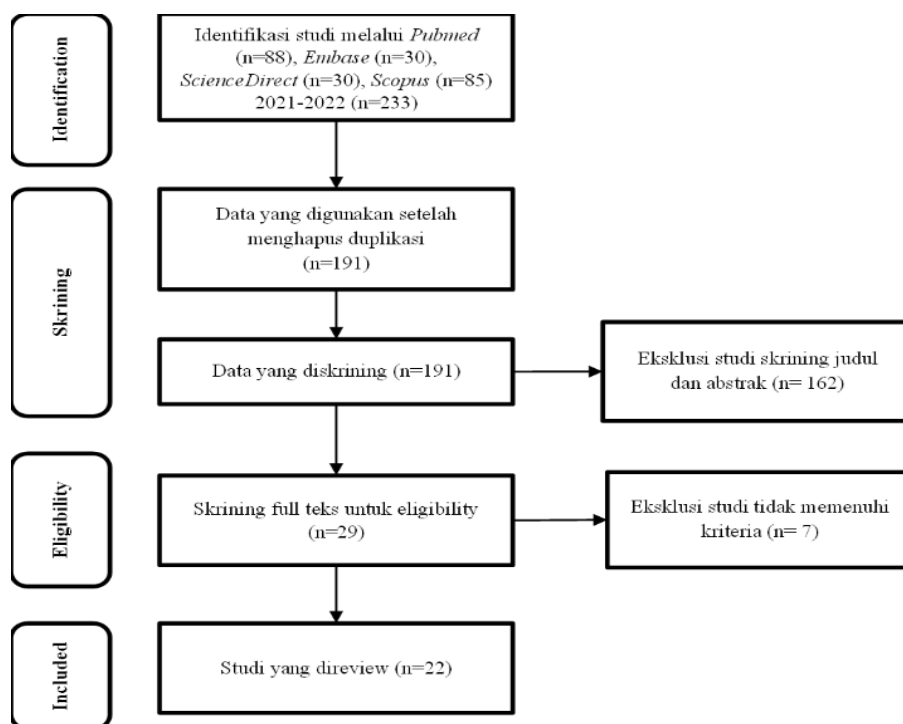 Identification
Identifikasi studi melalui Pubmed
(n=88), Embase (n=30),
ScienceDirect (n=30), Scopus (n=85)
2021-2022 (n=233)
Skrining
Data yang digunakan setelah
menghapus duplikasi
(n=191)
Data yang diskrining (n=191)
Eksklusi studi skrining judul
dan abstrak (n= 162)
Eligibility
Skrining full teks untuk eligibility
(n=29)
Eksklusi studi tidak memenuhi
kriteria (n= 7)
Included
Studi yang direview (n=22)